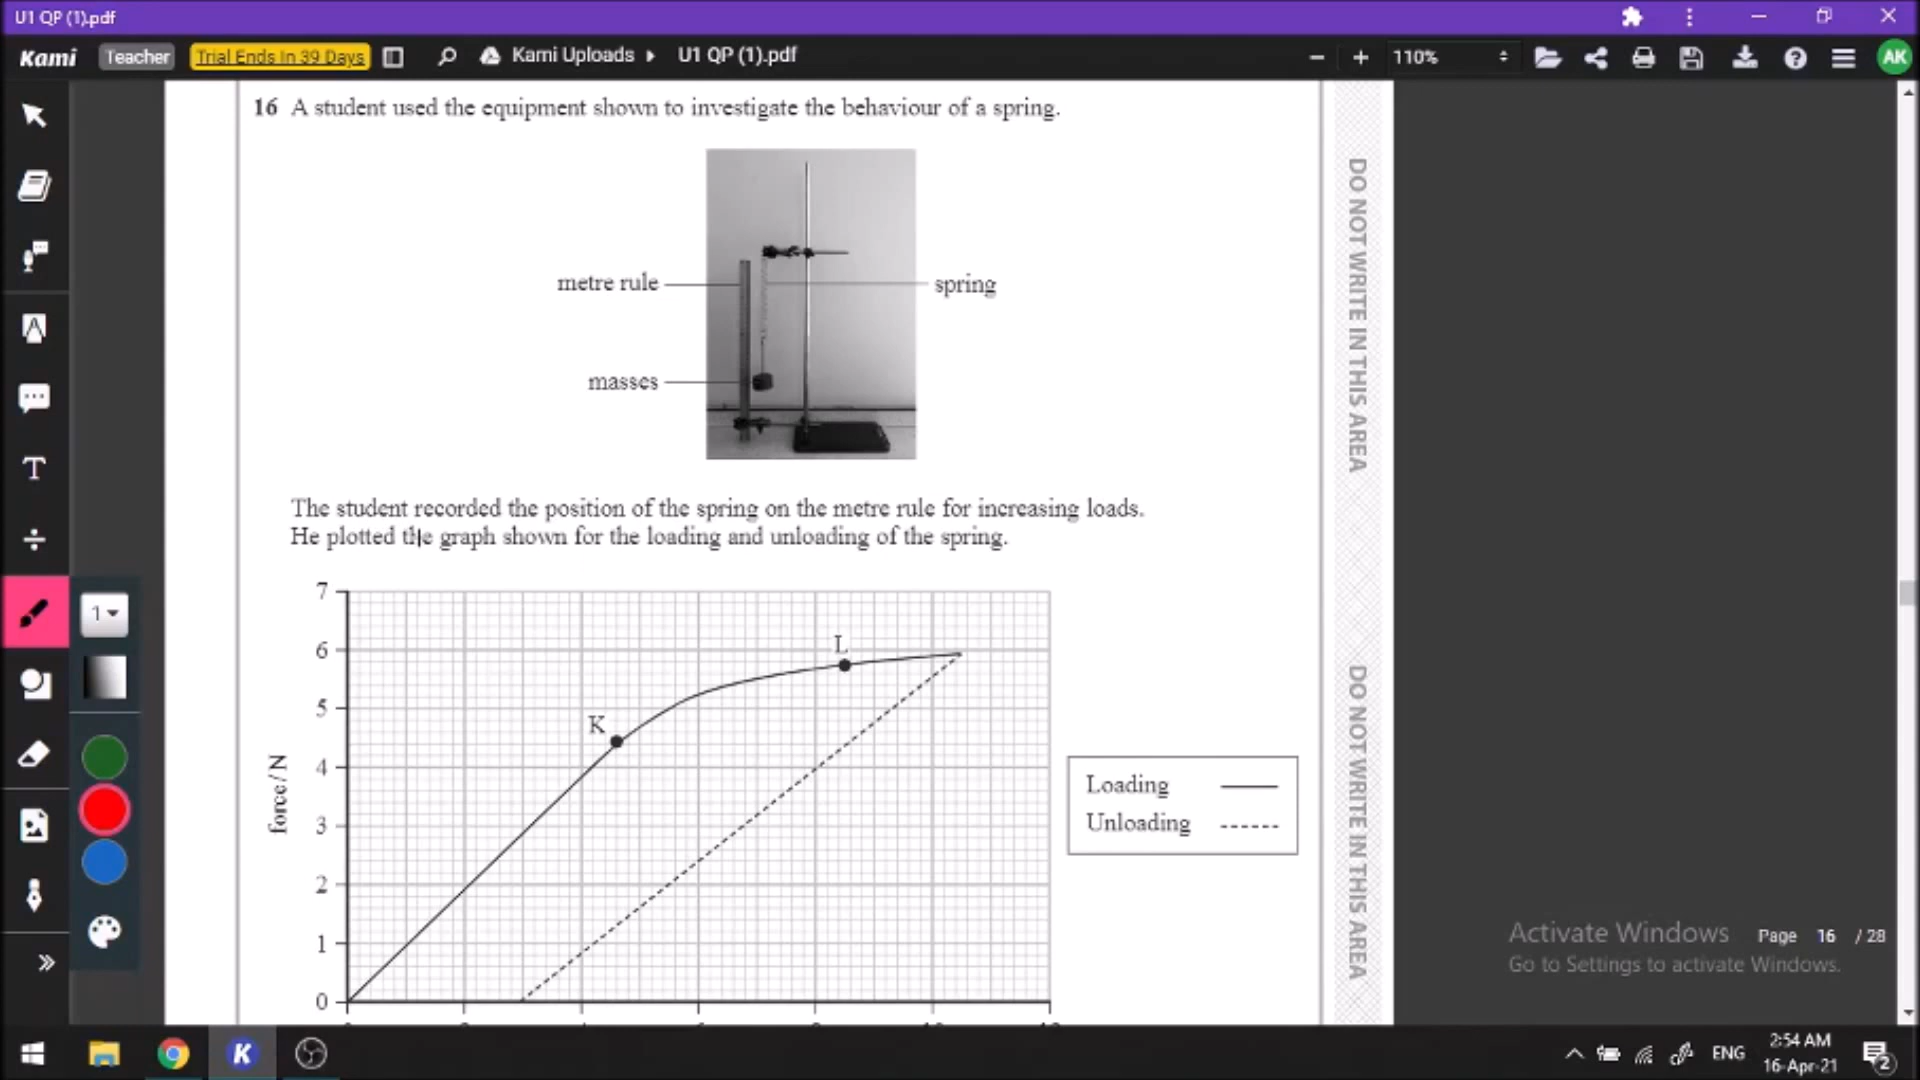 U1 QP (1).pdf
Kami Teacher Trial Ends In 39 Days Kami Uploads U1 QP (1).pdf 110% AK
16 A student used the equipment shown to investigate the behaviour of a spring.
metre rule
spring
masses
The student recorded the position of the spring on the metre rule for increasing loads.
He plotted the graph shown for the loading and unloading of the spring.
7
6
5
4
3
2
1
0
force / N
K
L
Loading
Unloading
DO NOT WRITE IN THIS AREA
DO NOT WRITE IN THIS AREA
1
T
Activate Windows
Go to Settings to activate Windows.
Page 16 / 28
ENG
2:54 AM
16-Apr-21
2